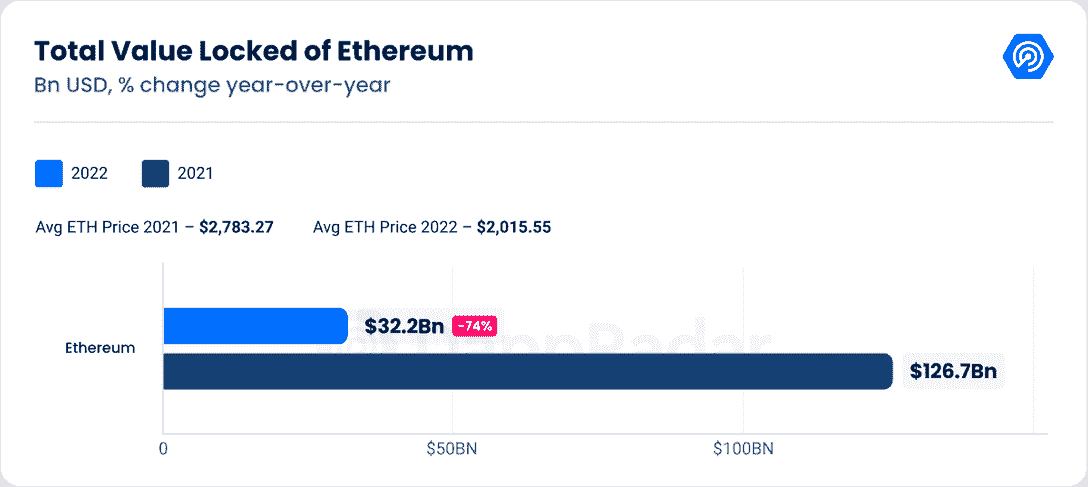 Total Value Locked of Ethereum
Bn USD, % change year-over-year
2022 2021
Avg ETH Price 2021 – $2,783.27 Avg ETH Price 2022 – $2,015.55
$32.2Bn -74%
Ethereum
DappRadar
$126.7Bn
0 $50BN $100BN